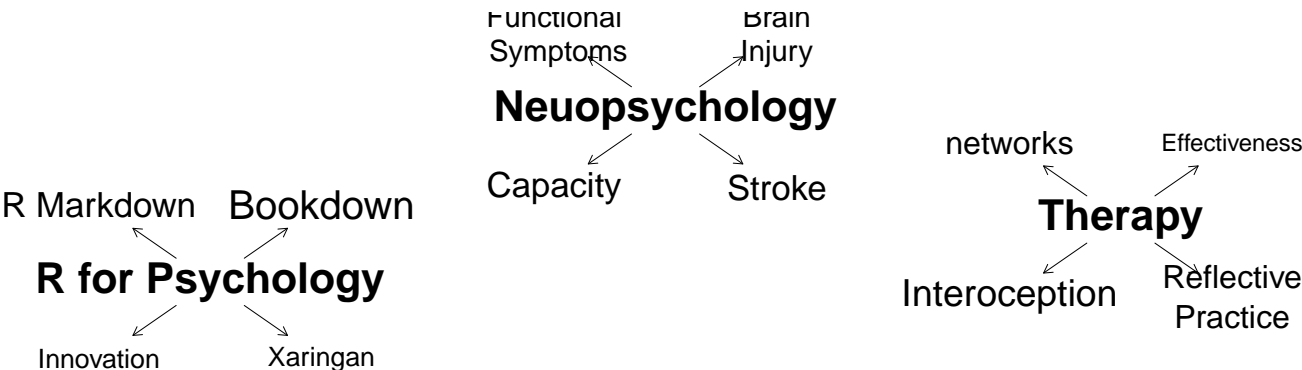 Functional
Symptoms
Brain
Injury
Neuopsychology
Capacity
Stroke
R Markdown
Bookdown
R for Psychology
Innovation
Xaringan
networks
Effectiveness
Therapy
Interoception
Reflective
Practice